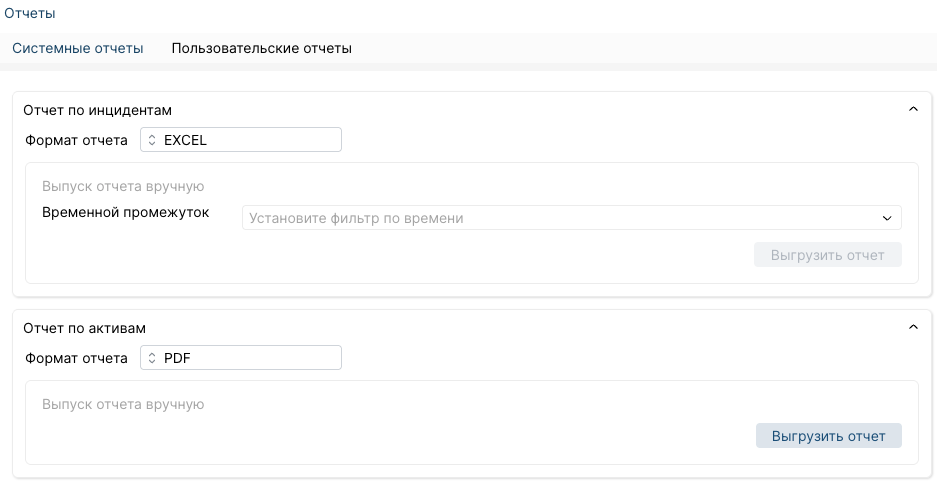 Отчеты
Системные отчеты Пользовательские отчеты
Отчет по инцидентам
Формат отчета EXCEL
Выпуск отчета вручную
Временной промежуток Установите фильтр по времени
Выгрузить отчет
Отчет по активам
Формат отчета PDF
Выпуск отчета вручную
Выгрузить отчет